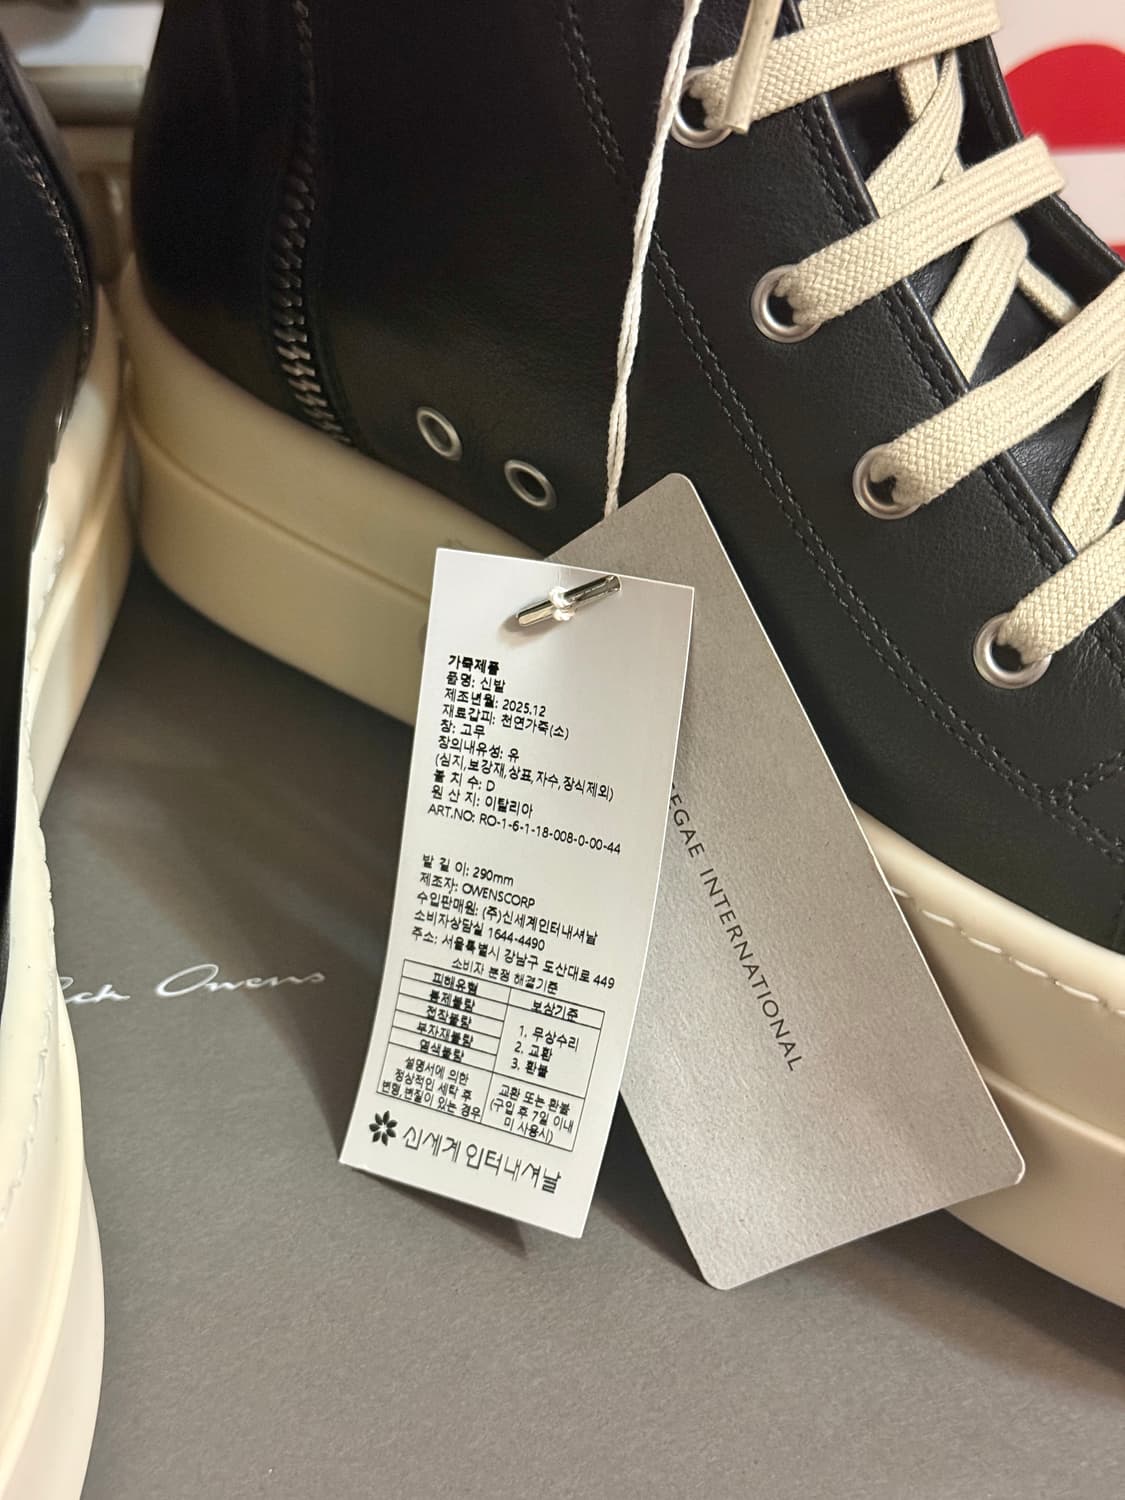 가죽제품
품명: 신발
제조년월: 2025.12
재료갑피: 천연가죽(소)
창: 고무
창의내유성: 유
(심지,보강재,상표,자수,장식제외)
볼 치 수: D
원 산 지: 이탈리아
ART.NO: RO-1-6-1-18-008-0-00-44
발 길 이: 290mm
제조자: OWENSCORP
수입판매원: (주)신세계인터내셔날
소비자상담실 1644-4490
주소: 서울특별시 강남구 도산대로 449
소비자 분쟁 해결기준
피해유형
보상기준
봉제불량
접착불량
부자재불량
염색불량
1. 무상수리
2. 교환
3. 환불
설명서에 의한
정상적인 세탁 후
변형,변질이 있는 경우
교환 또는 환불
(구입 후 7일 이내
미 사용시)
신세계인터내셔날
INTERNATIONAL
Owens